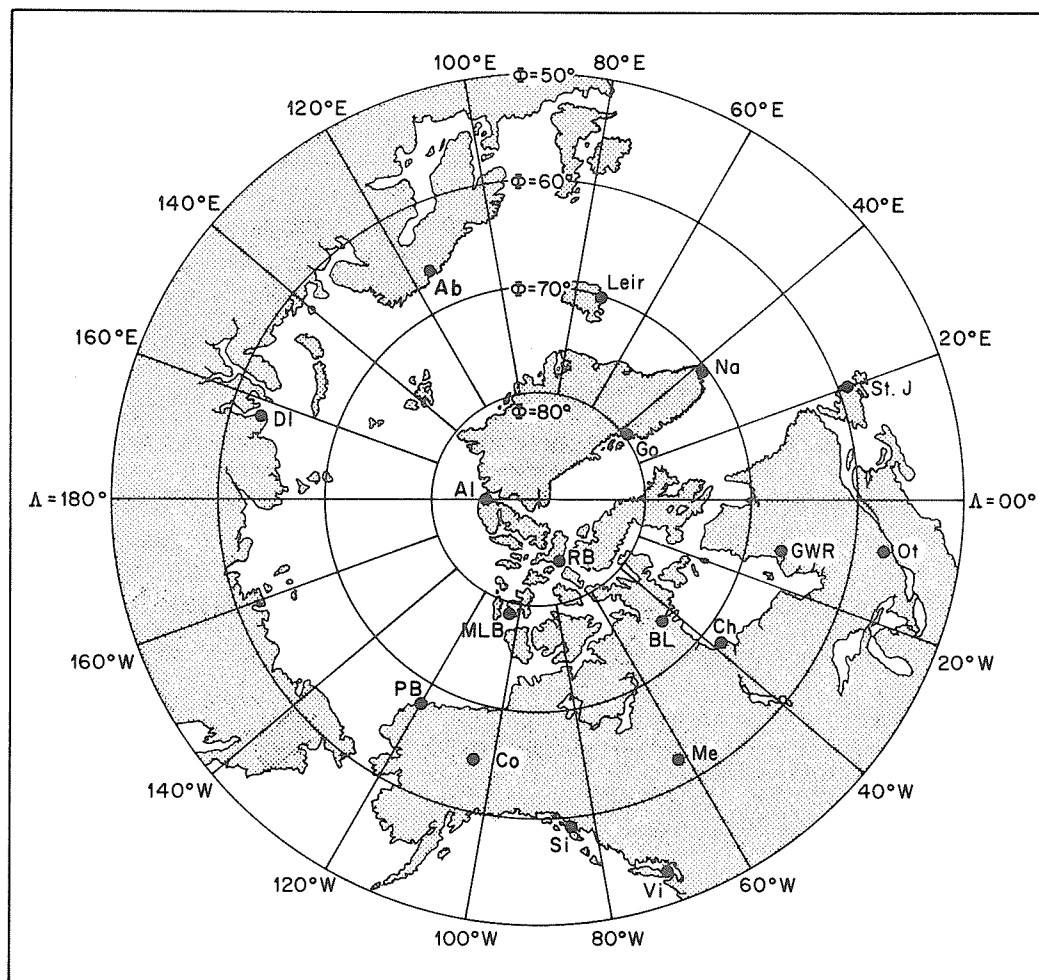 100°E Φ=50° 80°E
120°E 60°E
140°E Φ=60° 40°E
Ab
160°E Φ=70° Leir 20°E
Na
St. J
DI Φ=80°
Go
Λ=180° Al Λ=00°
RB GWR Ot
MLB BL Ch
160°W 20°W
PB
Co Me
140°W 40°W
Si
Vi
120°W 60°W
100°W 80°W